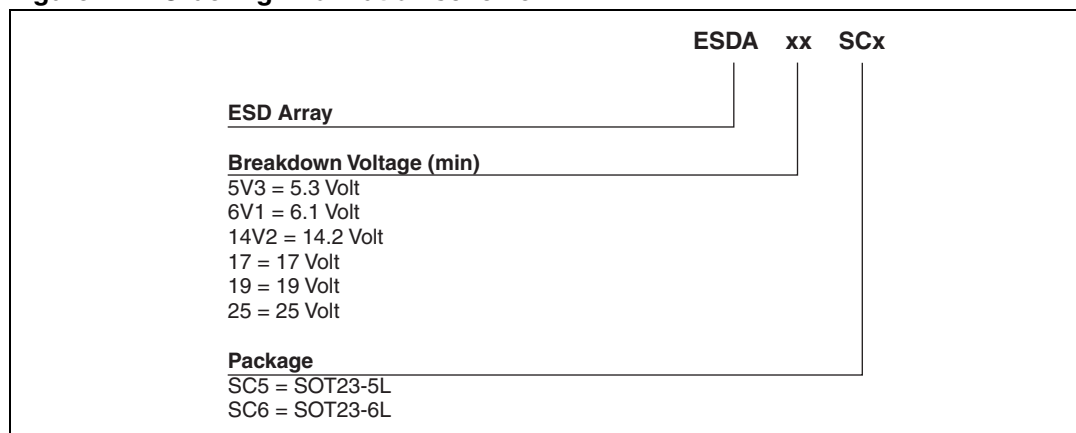 ESDA xx SCx
ESD Array
Breakdown Voltage (min)
5V3 = 5.3 Volt
6V1 = 6.1 Volt
14V2 = 14.2 Volt
17 = 17 Volt
19 = 19 Volt
25 = 25 Volt
Package
SC5 = SOT23-5L
SC6 = SOT23-6L